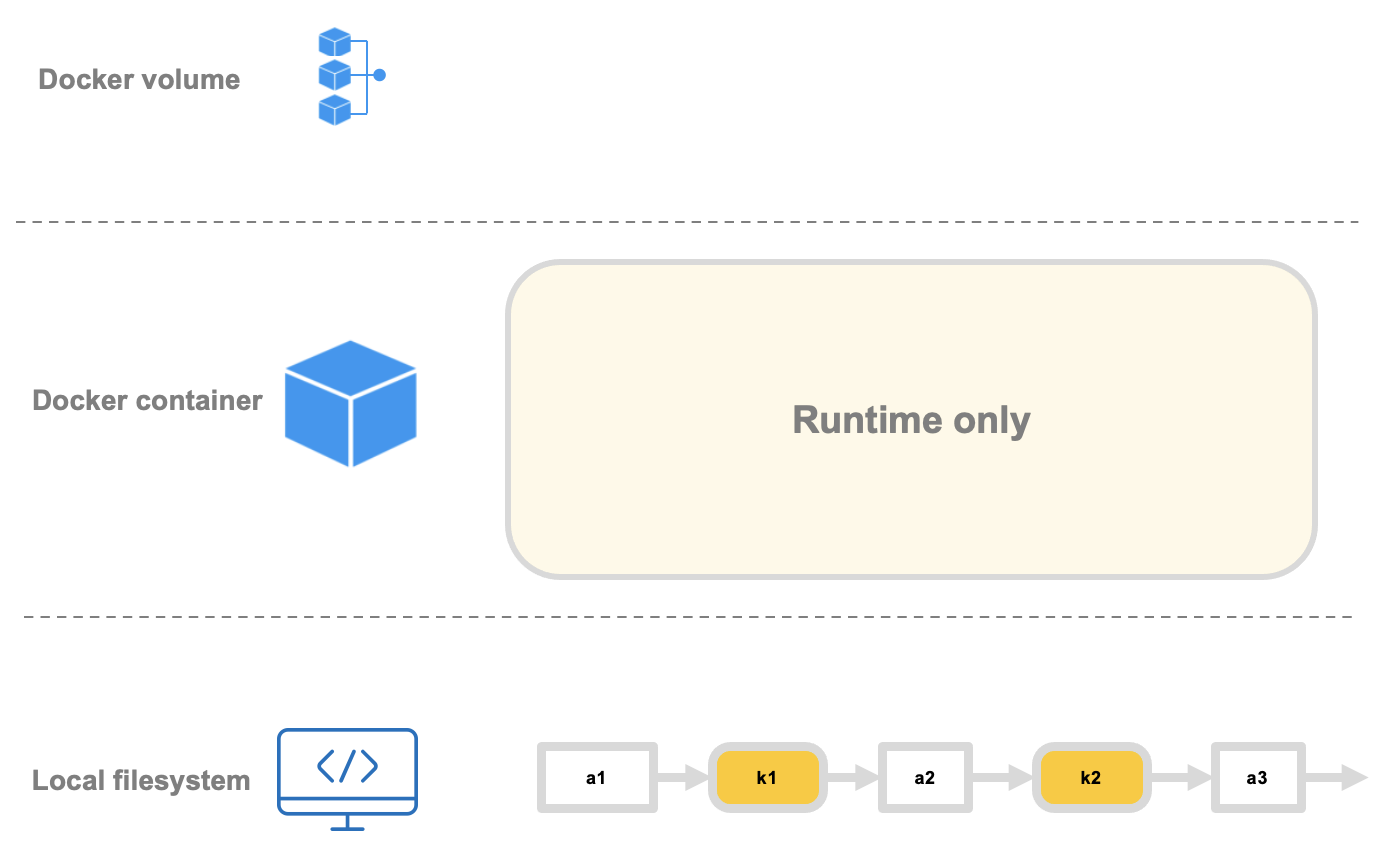 Docker volume
Docker container
Runtime only
Local filesystem
</>
a1
k1
a2
k2
a3